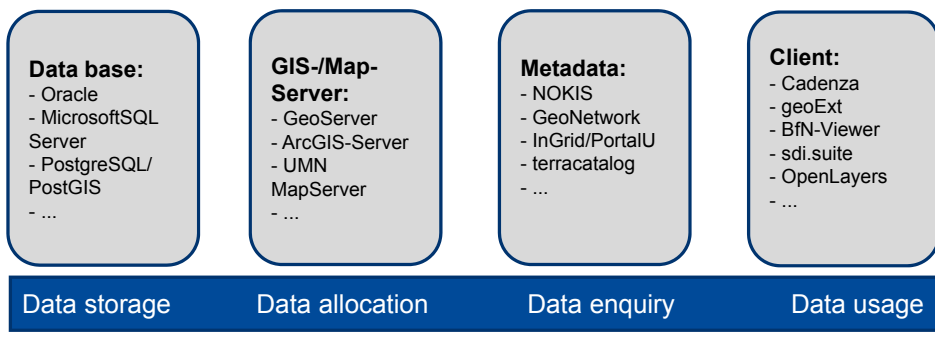 Data base:
- Oracle
- MicrosoftSQL
Server
- PostgreSQL/
PostGIS
- ...
GIS-/Map-
Server:
- GeoServer
- ArcGIS-Server
- UMN
MapServer
- ...
Metadata:
- NOKIS
- GeoNetwork
- InGrid/PortalU
- terracatalog
- ...
Client:
- Cadenza
- geoExt
- BfN-Viewer
- sdi.suite
- OpenLayers
- ...
Data storage
Data allocation
Data enquiry
Data usage